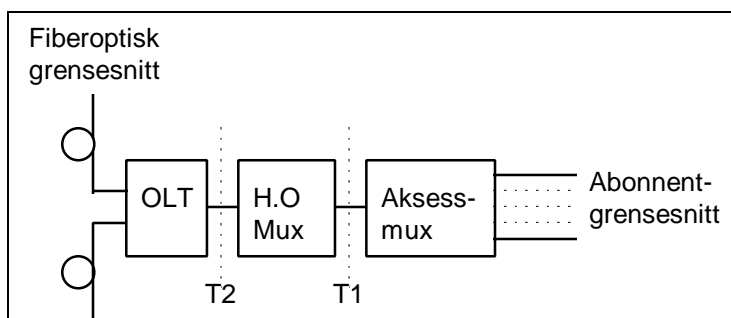 Fiberoptisk
grensesnitt
OLT
H.O
Mux
Aksess-
mux
Abonnent-
grensesnitt
T2
T1